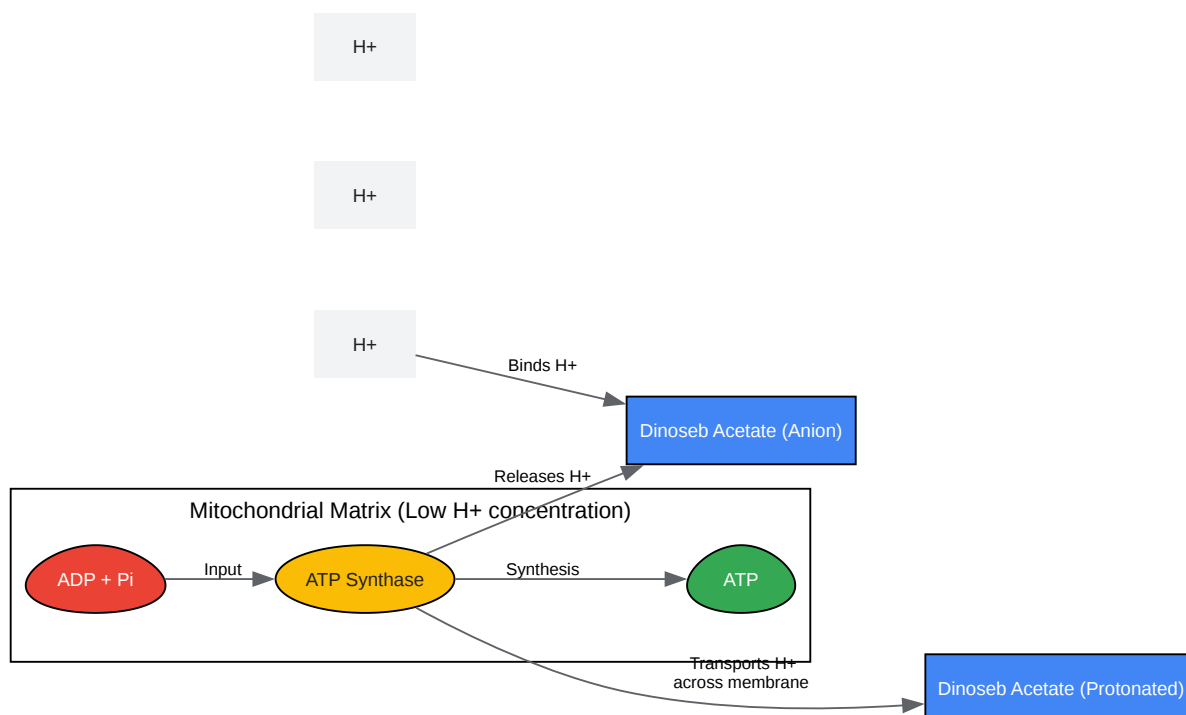 H+
H+
H+
Binds H+
Dinoseb Acetate (Anion)
Releases H+
Mitochondrial Matrix (Low H+ concentration)
ADP + Pi
Input
ATP Synthase
Synthesis
ATP
Transports H+
across membrane
Dinoseb Acetate (Protonated)